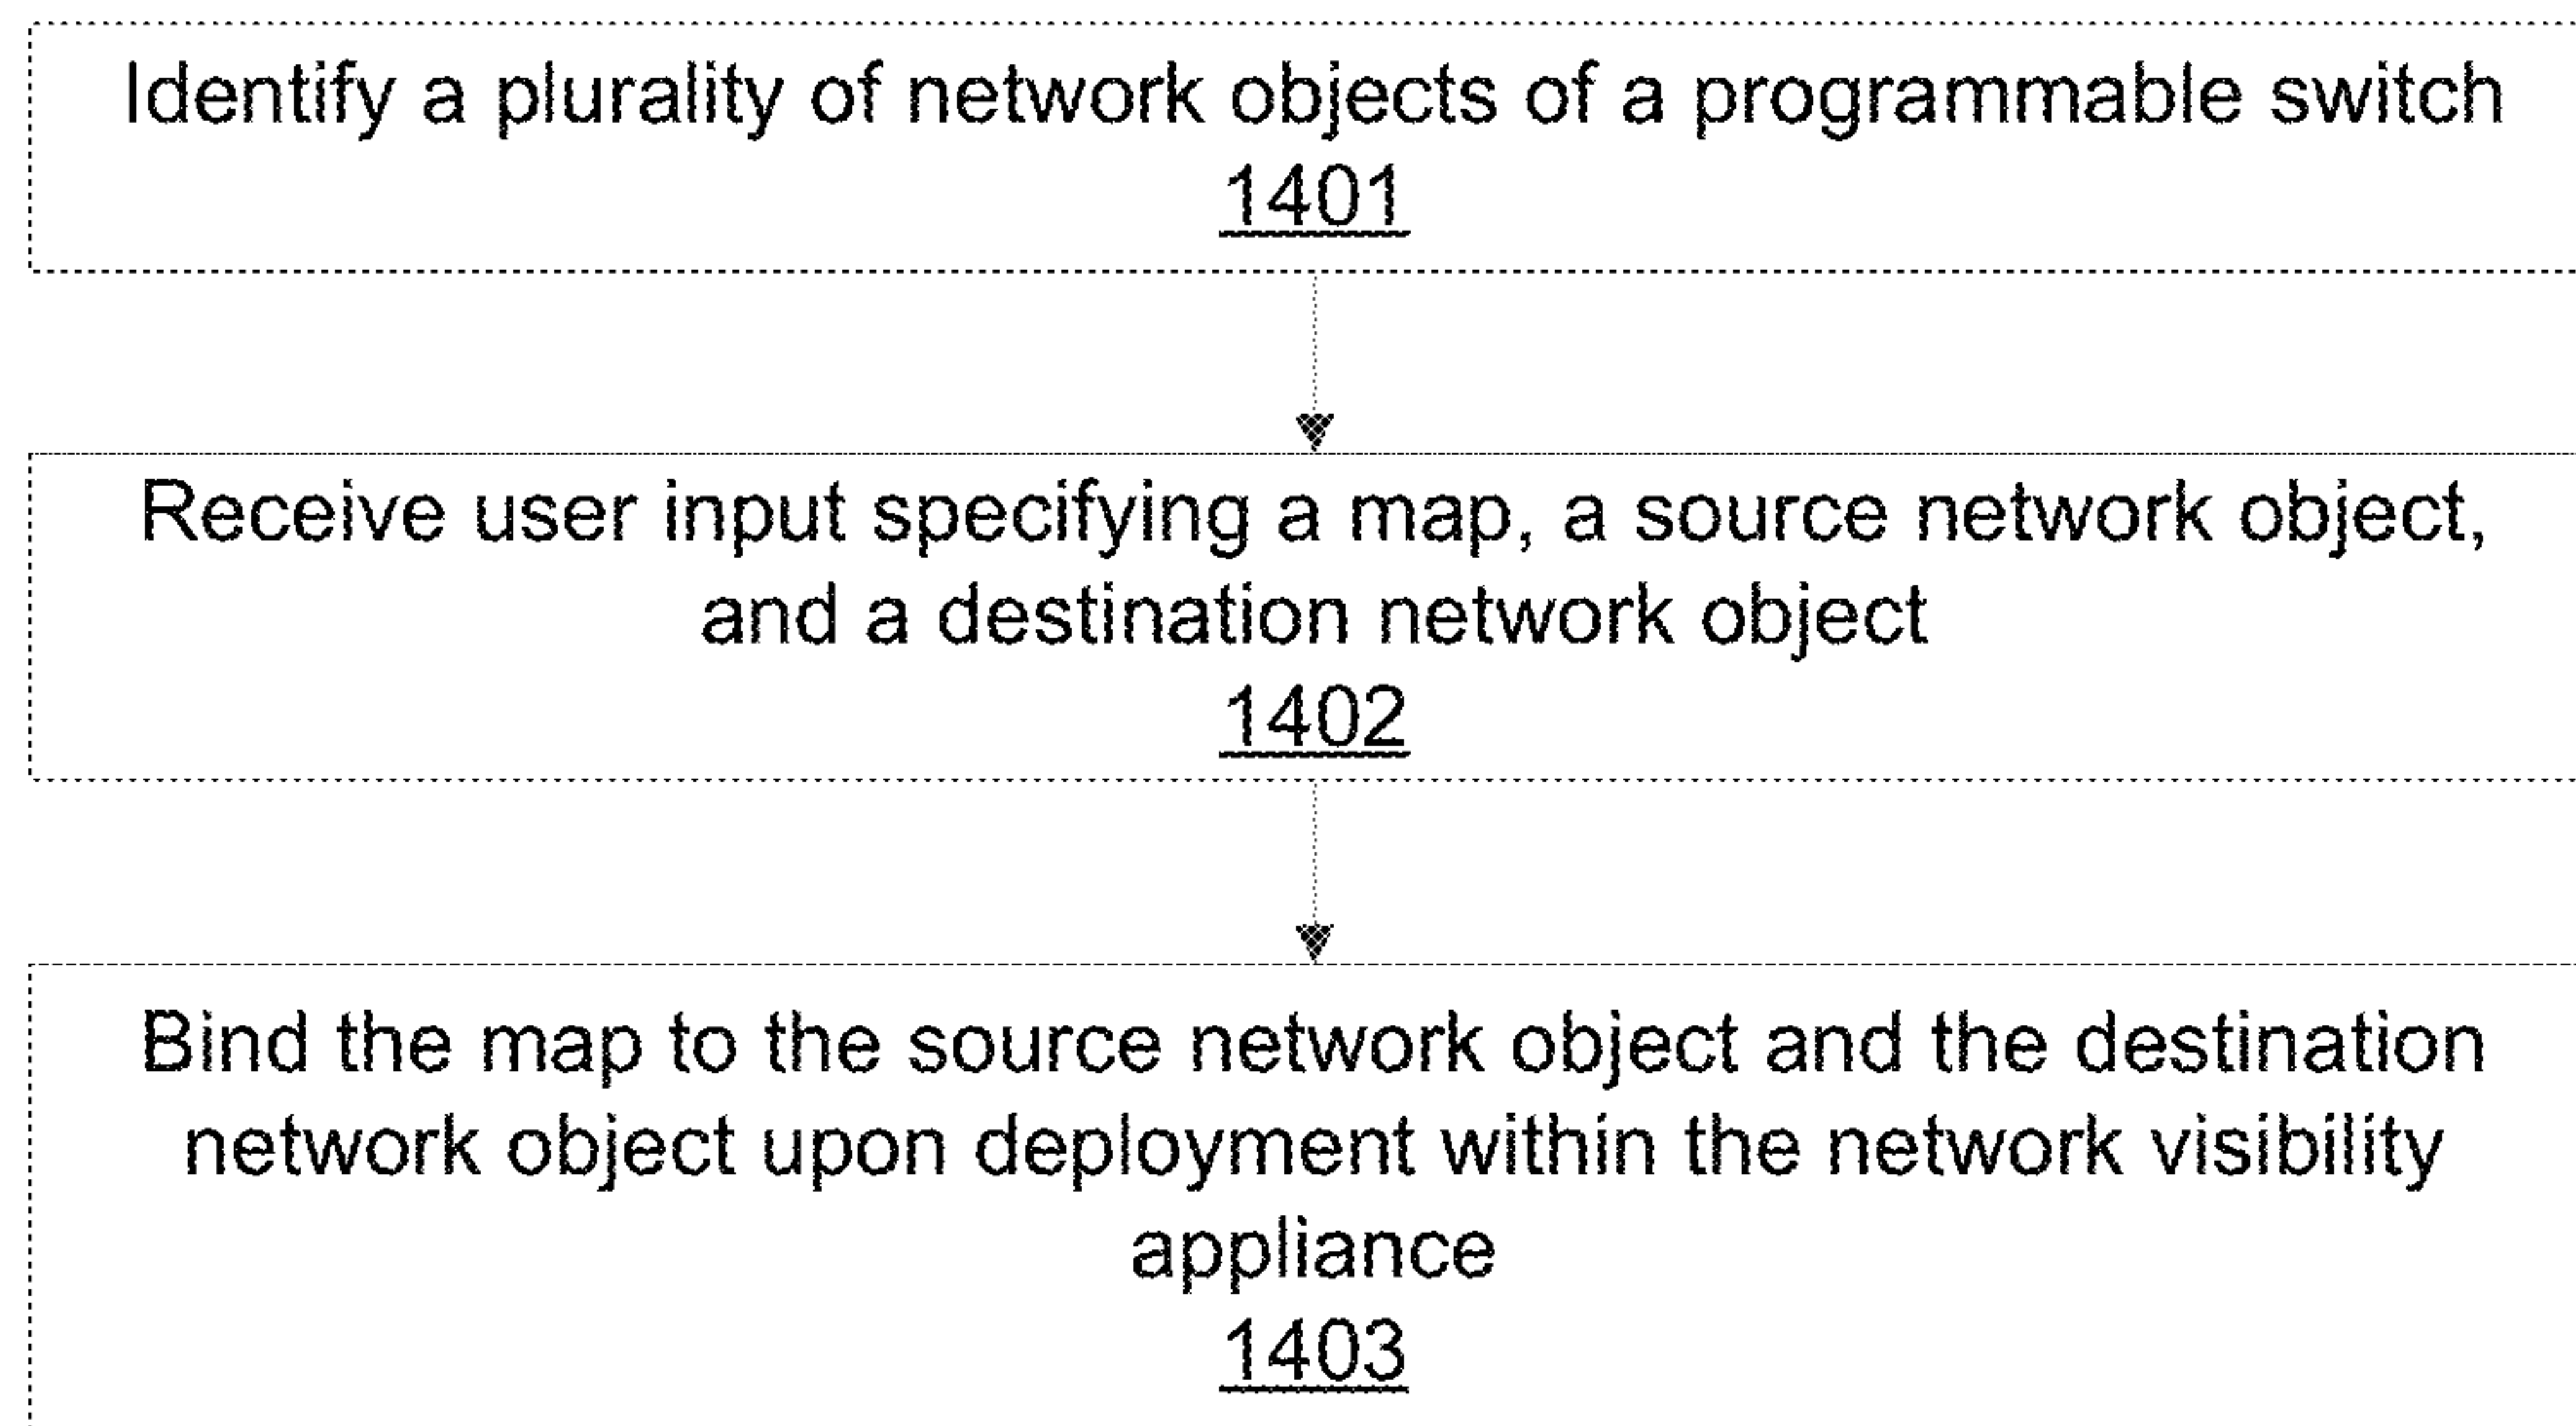 Identify a plurality of network objects of a programmable switch
1401
Receive user input specifying a map, a source network object,
and a destination network object
1402
Bind the map to the source network object and the destination
network object upon deployment within the network visibility
appliance
1403